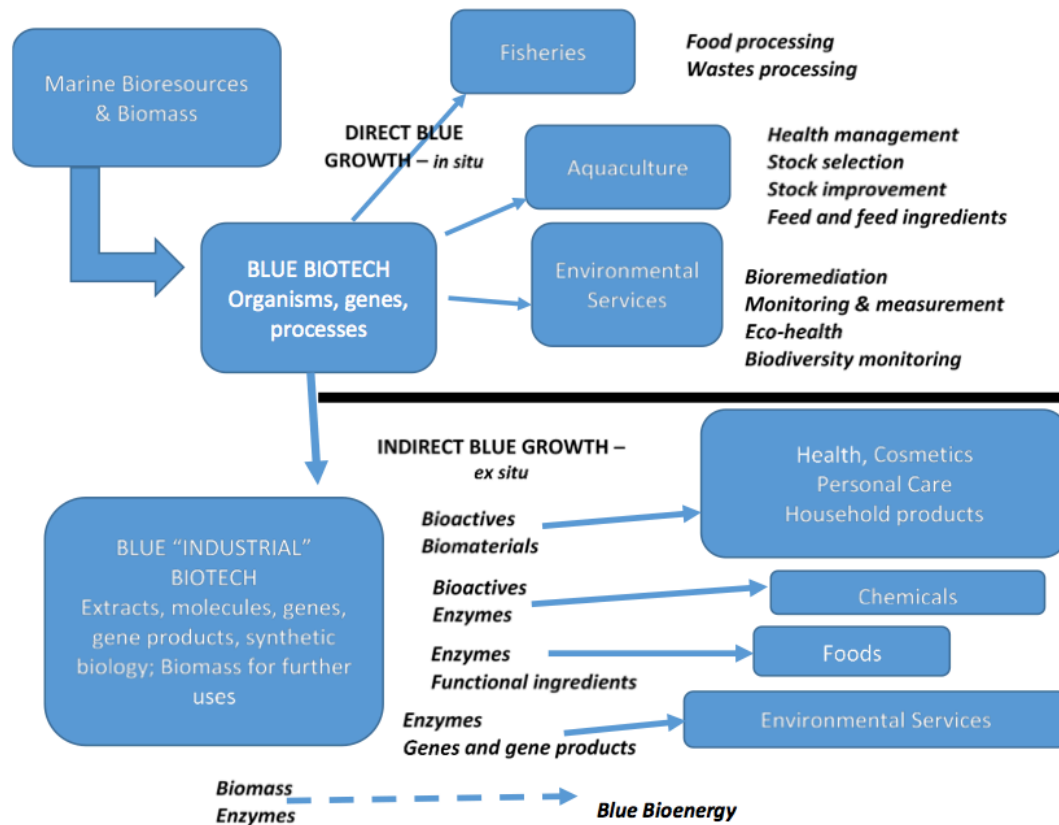 Marine Bioresources
& Biomass
Fisheries
Food processing
Wastes processing
DIRECT BLUE
GROWTH – in situ
Aquaculture
Health management
Stock selection
Stock improvement
Feed and feed ingredients
BLUE BIOTECH
Organisms, genes,
processes
Environmental
Services
Bioremediation
Monitoring & measurement
Eco-health
Biodiversity monitoring
INDIRECT BLUE GROWTH –
ex situ
Health, Cosmetics
Personal Care
Household products
Bioactives
Biomaterials
BLUE “INDUSTRIAL”
BIOTECH
Extracts, molecules, genes,
gene products, synthetic
biology; Biomass for further
uses
Bioactives
Enzymes
Chemicals
Enzymes
Functional ingredients
Foods
Enzymes
Genes and gene products
Environmental Services
Biomass
Enzymes
Blue Bioenergy